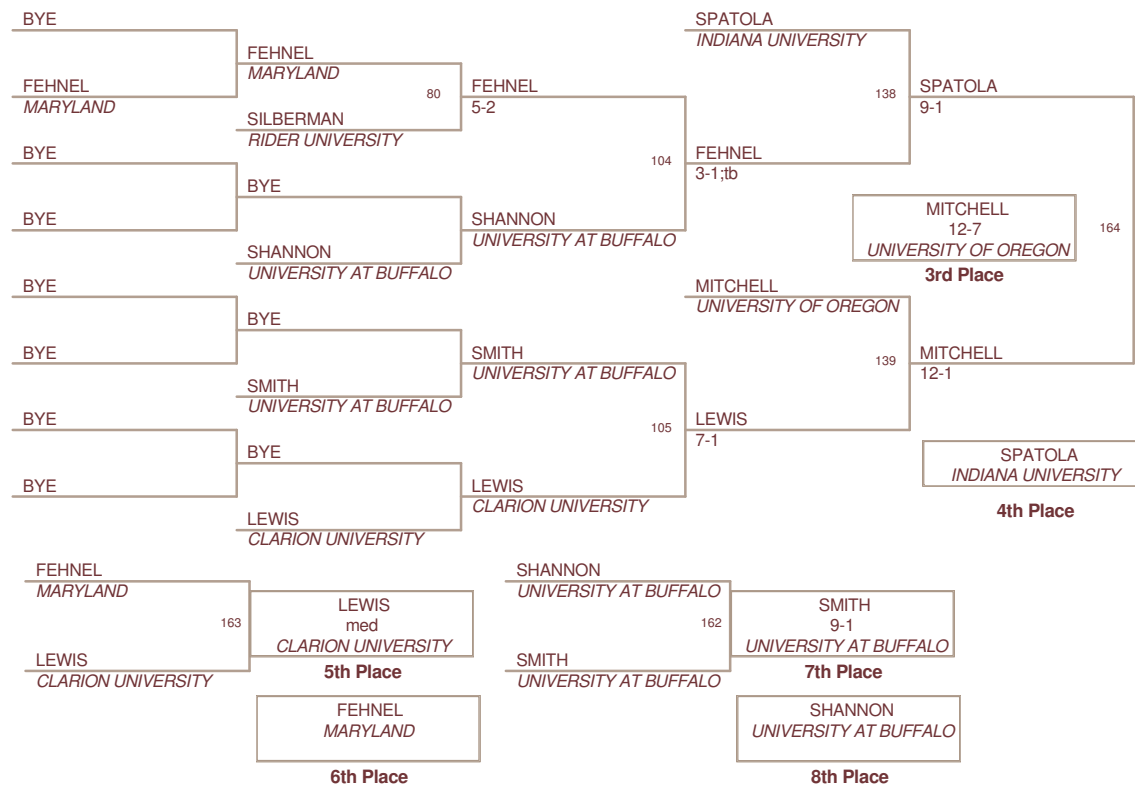 BYE
FEHNEL
MARYLAND
BYE
BYE
BYE
BYE
BYE
BYE
FEHNEL
MARYLAND
80
SILBERMAN
RIDER UNIVERSITY
BYE
SHANNON
UNIVERSITY AT BUFFALO
BYE
SMITH
UNIVERSITY AT BUFFALO
BYE
LEWIS
CLARION UNIVERSITY
FEHNEL
5-2
104
SHANNON
UNIVERSITY AT BUFFALO
SMITH
UNIVERSITY AT BUFFALO
105
LEWIS
CLARION UNIVERSITY
SPATOLA
INDIANA UNIVERSITY
138
FEHNEL
3-1;tb
MITCHELL
UNIVERSITY OF OREGON
139
LEWIS
7-1
SPATOLA
9-1
164
MITCHELL
12-1
MITCHELL
12-7
UNIVERSITY OF OREGON
3rd Place
SPATOLA
INDIANA UNIVERSITY
4th Place
FEHNEL
MARYLAND
163
LEWIS
CLARION UNIVERSITY
LEWIS
med
CLARION UNIVERSITY
5th Place
FEHNEL
MARYLAND
6th Place
SHANNON
UNIVERSITY AT BUFFALO
162
SMITH
UNIVERSITY AT BUFFALO
SMITH
9-1
UNIVERSITY AT BUFFALO
7th Place
SHANNON
UNIVERSITY AT BUFFALO
8th Place